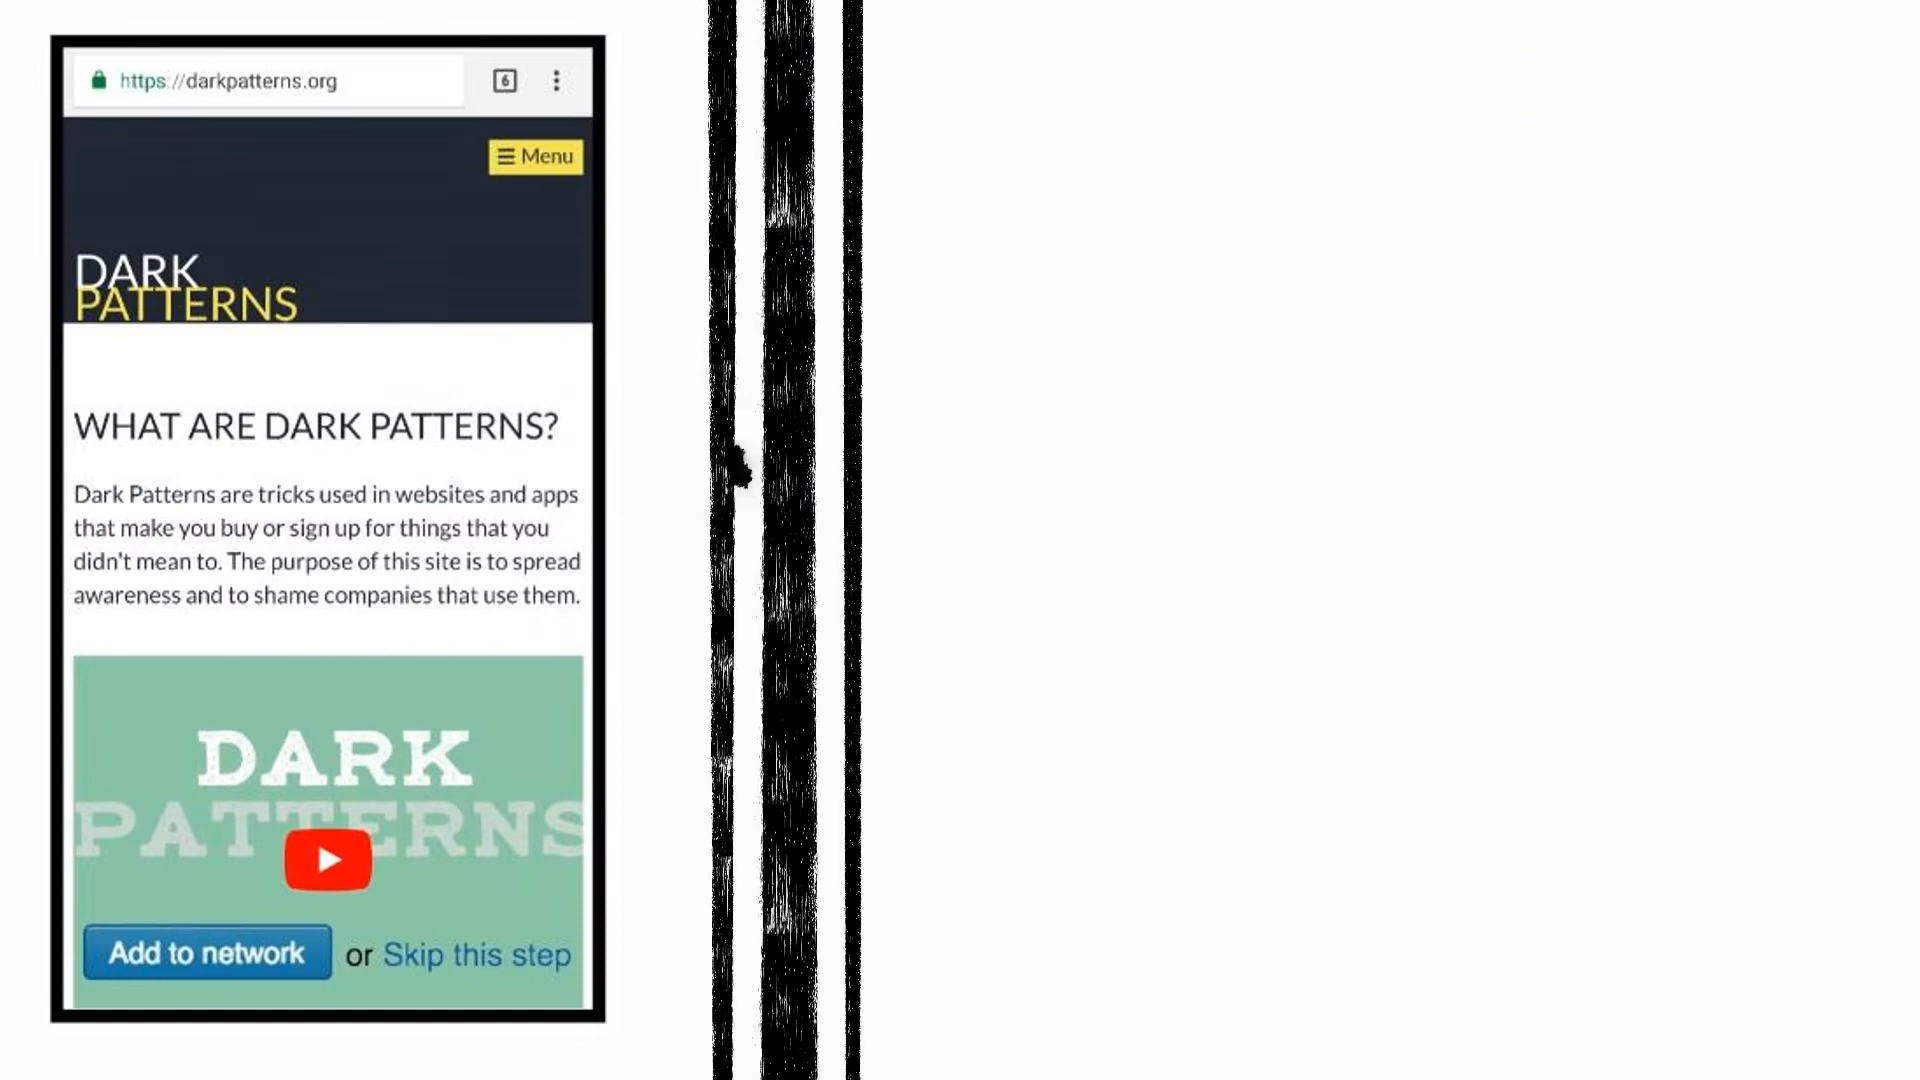 https://darkpatterns.org
6
Menu
DARK
PATTERNS
WHAT ARE DARK PATTERNS?
Dark Patterns are tricks used in websites and apps
that make you buy or sign up for things that you
didn't mean to. The purpose of this site is to spread
awareness and to shame companies that use them.
DARK
PATTERNS
Add to network or Skip this step